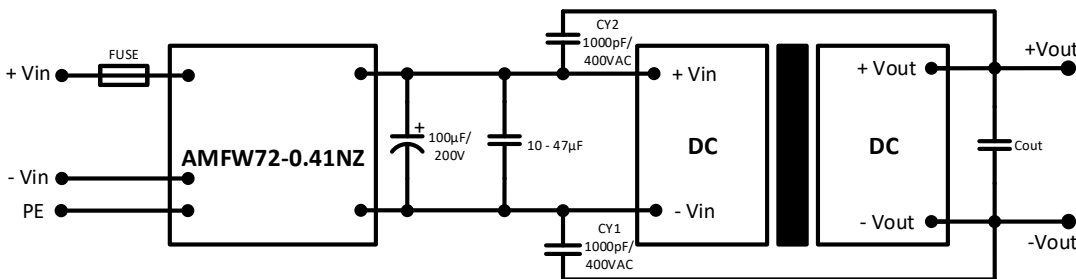 FUSE
+ Vin
- Vin
PE
AMFW72-0.41NZ
+
100µF/
200V
10 - 47µF
CY2
1000pF/
400VAC
CY1
1000pF/
400VAC
+ Vin
DC
- Vin
+ Vout
DC
- Vout
Cout
+Vout
-Vout